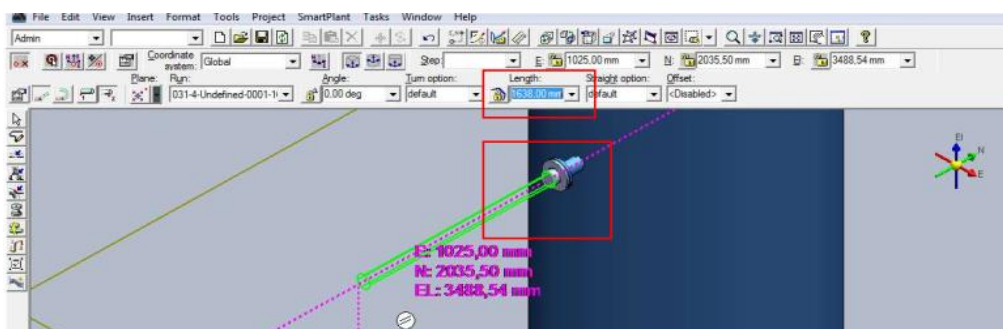 File Edit View Insert Format Tools Project SmartPlant Tasks Window Help
Admin
Coordinate system: Global Step: E: 1025,00 mm N: 2035,50 mm El: 3488,54 mm
Plane: Run: Angle: Turn option: Length: Straight option: Offset:
031-4-Undefined-0001-1( 0.00 deg default 1638.00 mm default <Disabled>
El
N
E
E: 1025,00 mm
N: 2035,50 mm
EL: 3488,54 mm